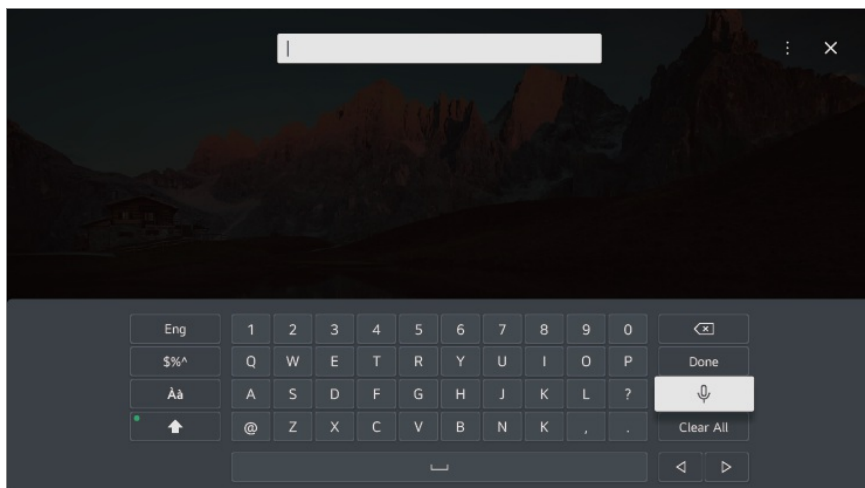 Eng 1 2 3 4 5 6 7 8 9 0
$%^ Q W E T R Y U I O P Done
Àà A S D F G H J K L ?
@ Z X C V B N K , . Clear All